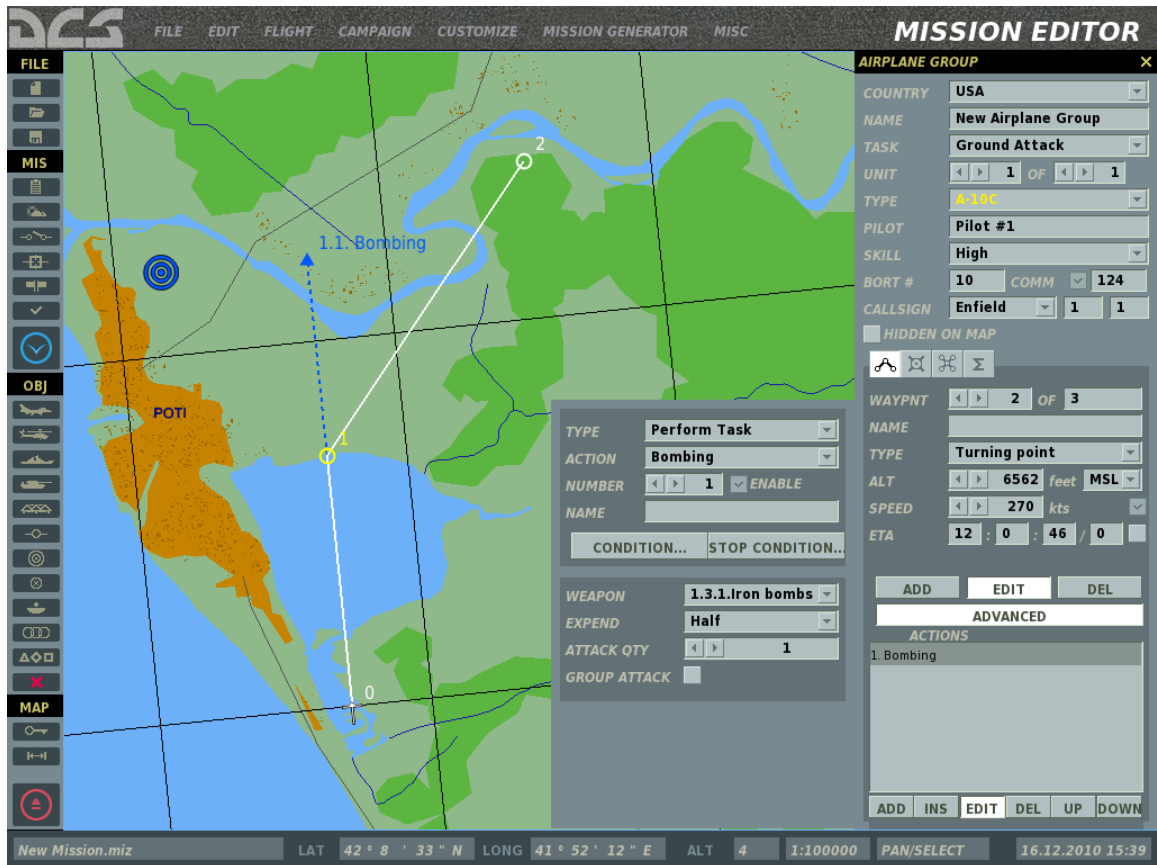 DCS FILE EDIT FLIGHT CAMPAIGN CUSTOMIZE MISSION GENERATOR MISC MISSION EDITOR
FILE
MIS
OBJ
MAP
2
1.1. Bombing
POTI
1
0
TYPE Perform Task
ACTION Bombing
NUMBER 1 ENABLE
NAME
CONDITION... STOP CONDITION...
WEAPON 1.3.1.Iron bombs
EXPEND Half
ATTACK QTY 1
GROUP ATTACK
AIRPLANE GROUP
COUNTRY USA
NAME New Airplane Group
TASK Ground Attack
UNIT 1 OF 1
TYPE A-10C
PILOT Pilot #1
SKILL High
BORT # 10 COMM 124
CALLSIGN Enfield 1 1
HIDDEN ON MAP
Σ
WAYPNT 2 OF 3
NAME
TYPE Turning point
ALT 6562 feet MSL
SPEED 270 kts
ETA 12 : 0 : 46 / 0
ADD EDIT DEL
ADVANCED
ACTIONS
1. Bombing
ADD INS EDIT DEL UP DOWN
New Mission.miz LAT 42 ° 8 ' 33 " N LONG 41 ° 52 ' 12 " E ALT 4 1:100000 PAN/SELECT 16.12.2010 15:39